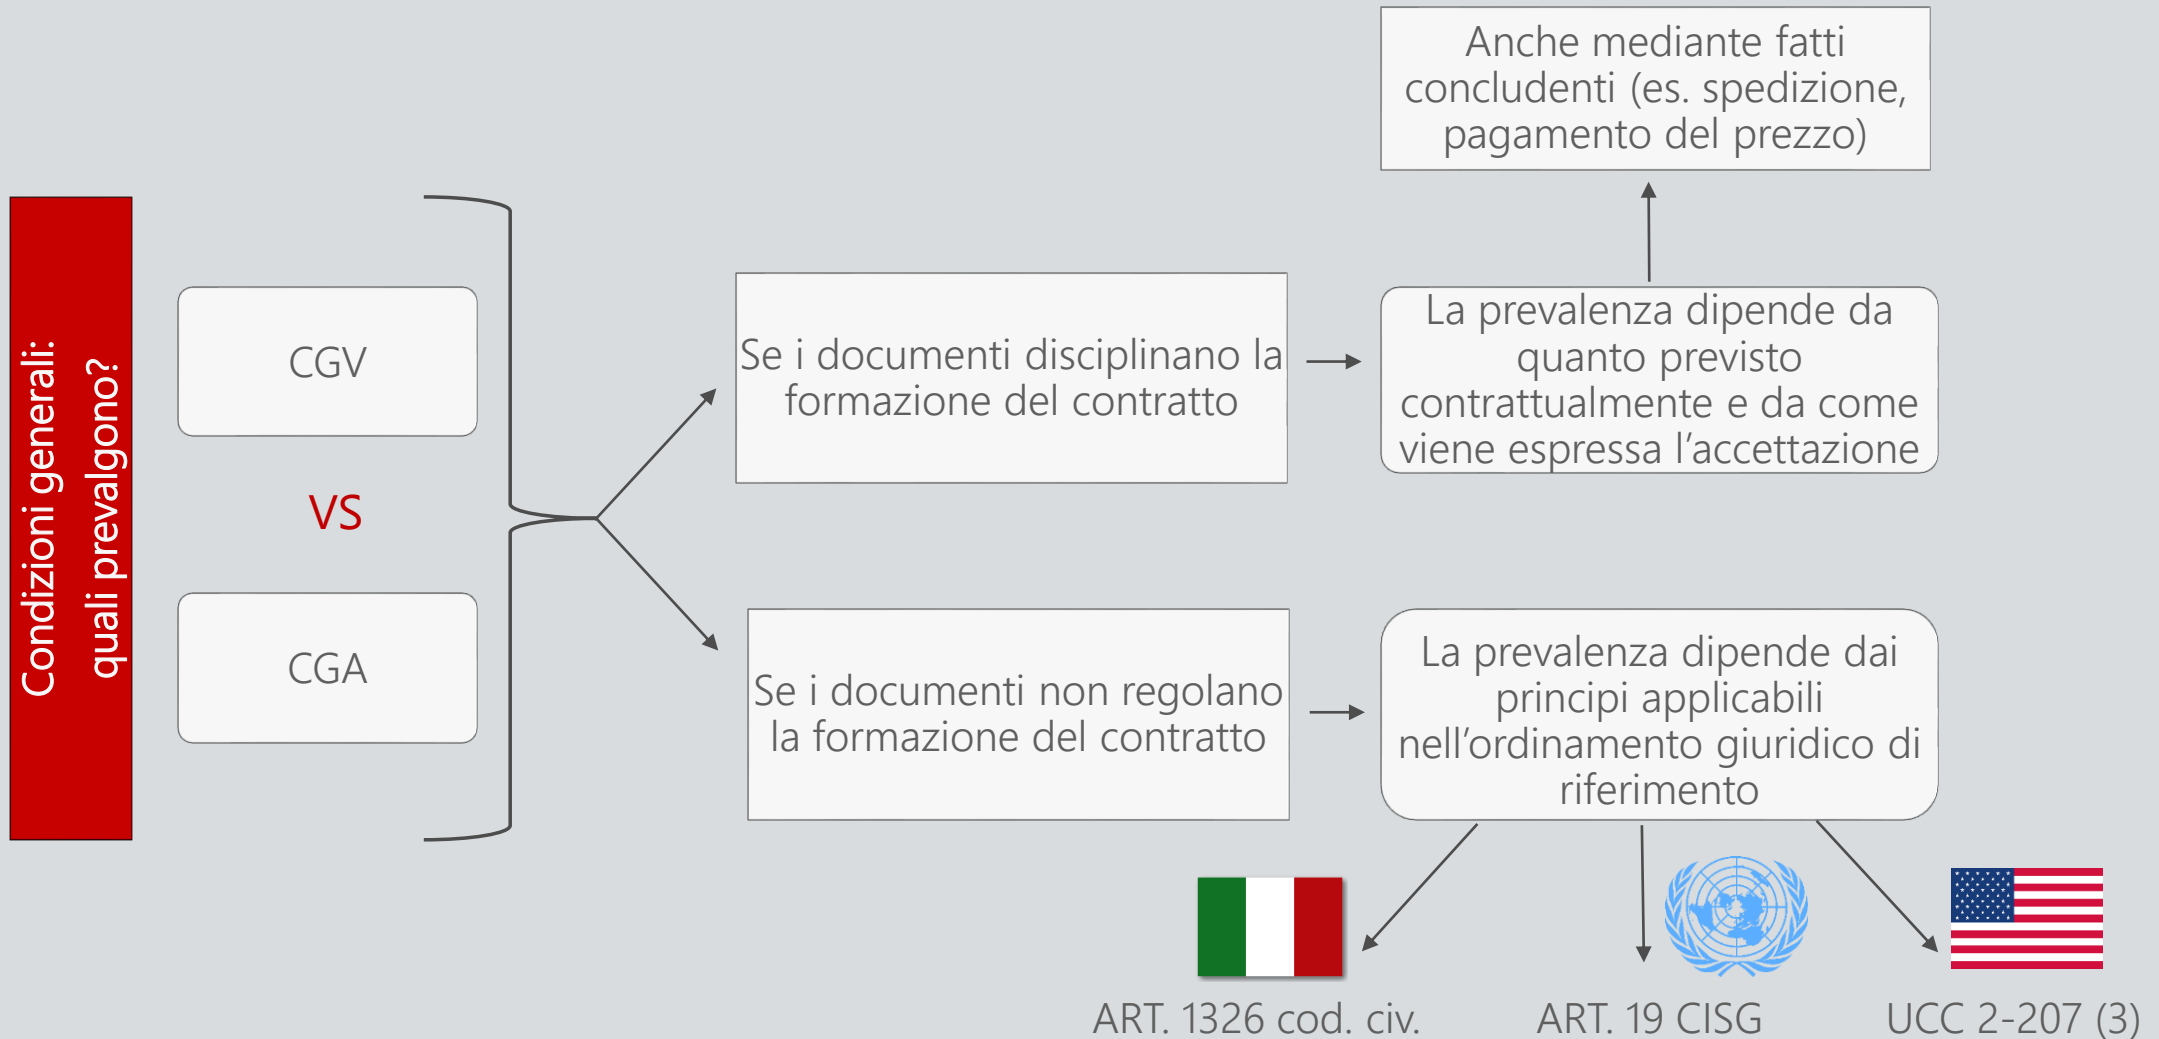 Condizioni generali:
quali prevalgono?
CGV
VS
CGA
Se i documenti disciplinano la
formazione del contratto
Anche mediante fatti
concludenti (es. spedizione,
pagamento del prezzo)
La prevalenza dipende da
quanto previsto
contrattualmente e da come
viene espressa l’accettazione
Se i documenti non regolano
la formazione del contratto
La prevalenza dipende dai
principi applicabili
nell’ordinamento giuridico di
riferimento
ART. 1326 cod. civ.
ART. 19 CISG
UCC 2-207 (3)